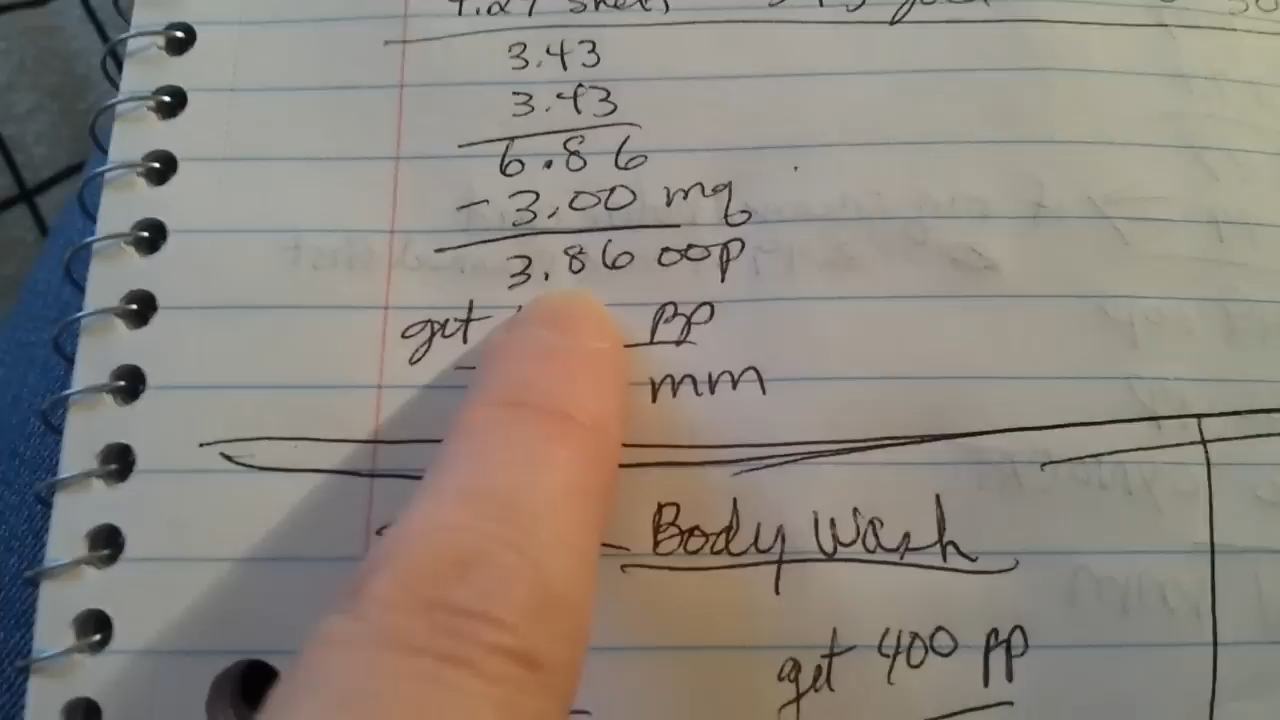 3.43
3.43
6.86
- 3.00 mq
3.86 oop
get BP
- mm
- Body Wash
get 400 pp